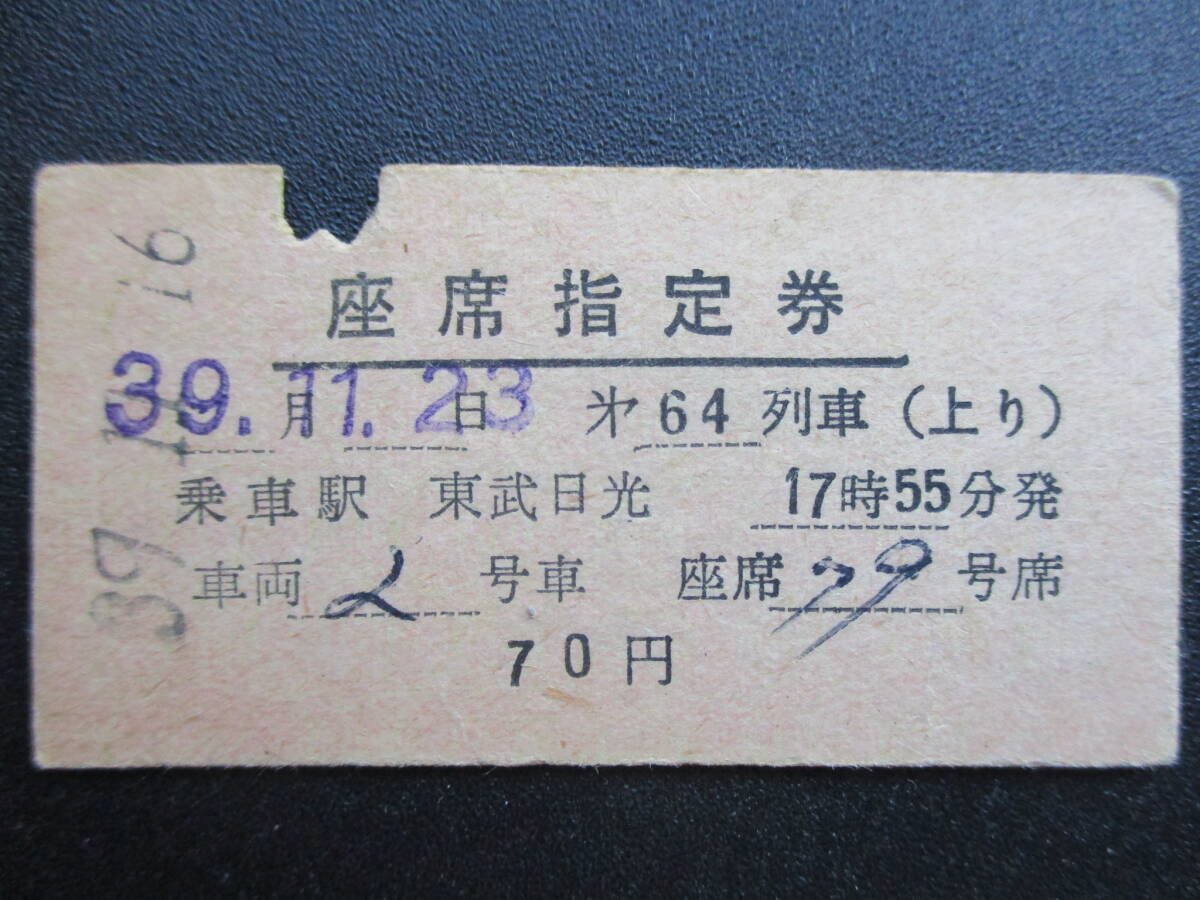 座席指定券
39.11.23 月 日 才64列車(上り)
乗車駅 東武日光 17時55分発
車両 2 号車 座席 79 号席
70円